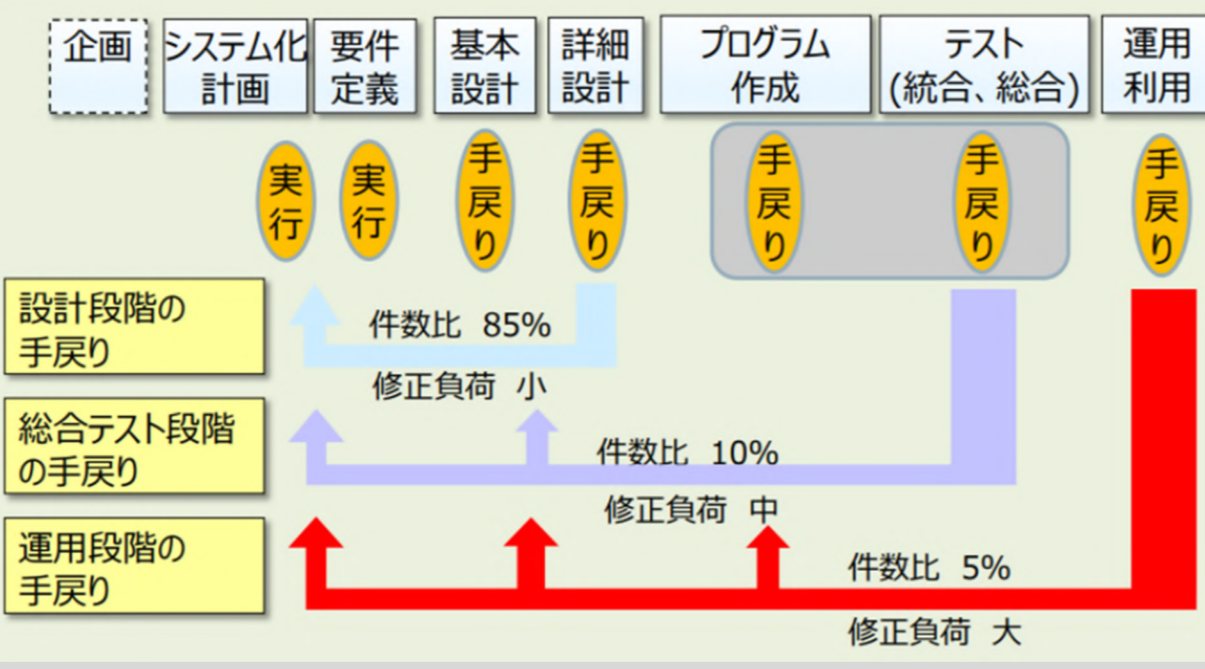 企画
システム化
計画
要件
定義
基本
設計
詳細
設計
プログラム
作成
テスト
(統合、総合)
運用
利用
実行
実行
手戻り
手戻り
手戻り
手戻り
手戻り
設計段階の
手戻り
件数比 85%
修正負荷 小
総合テスト段階
の手戻り
件数比 10%
修正負荷 中
運用段階の
手戻り
件数比 5%
修正負荷 大